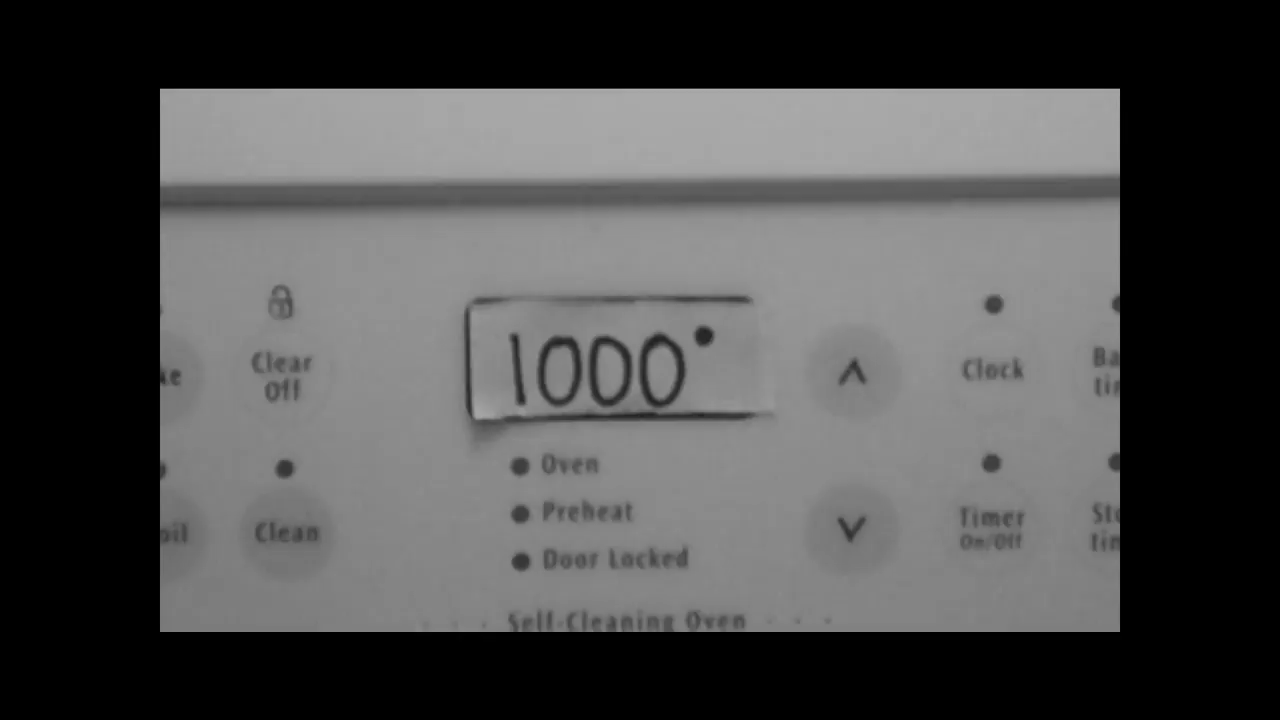 Clear
Off
1000°
Clock
Oven
Preheat
Door Locked
Clean
Timer
On/Off
Self-Cleaning Oven